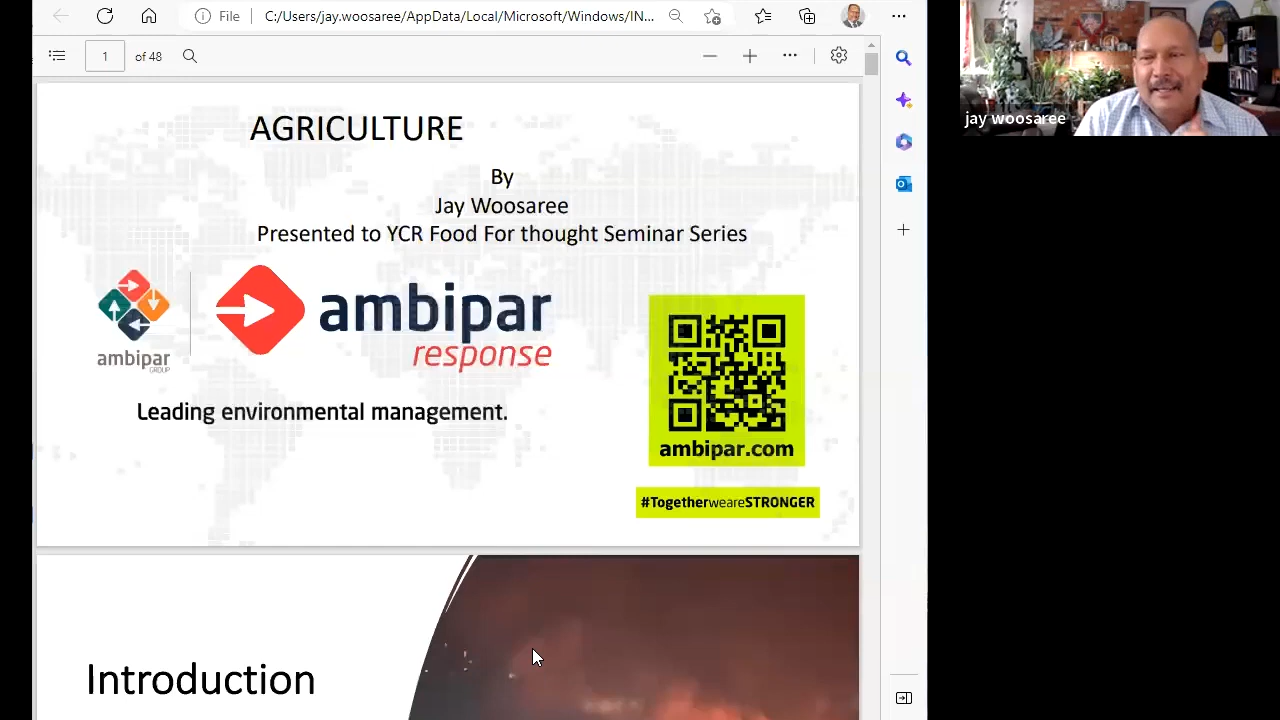 File
C:/Users/jay.woosaree/AppData/Local/Microsoft/Windows/IN...
1 of 48
jay woosaree
AGRICULTURE
By
Jay Woosaree
Presented to YCR Food For thought Seminar Series
ambipar
GROUP
ambipar
response
Leading environmental management.
ambipar.com
#TogetherweareSTRONGER
Introduction